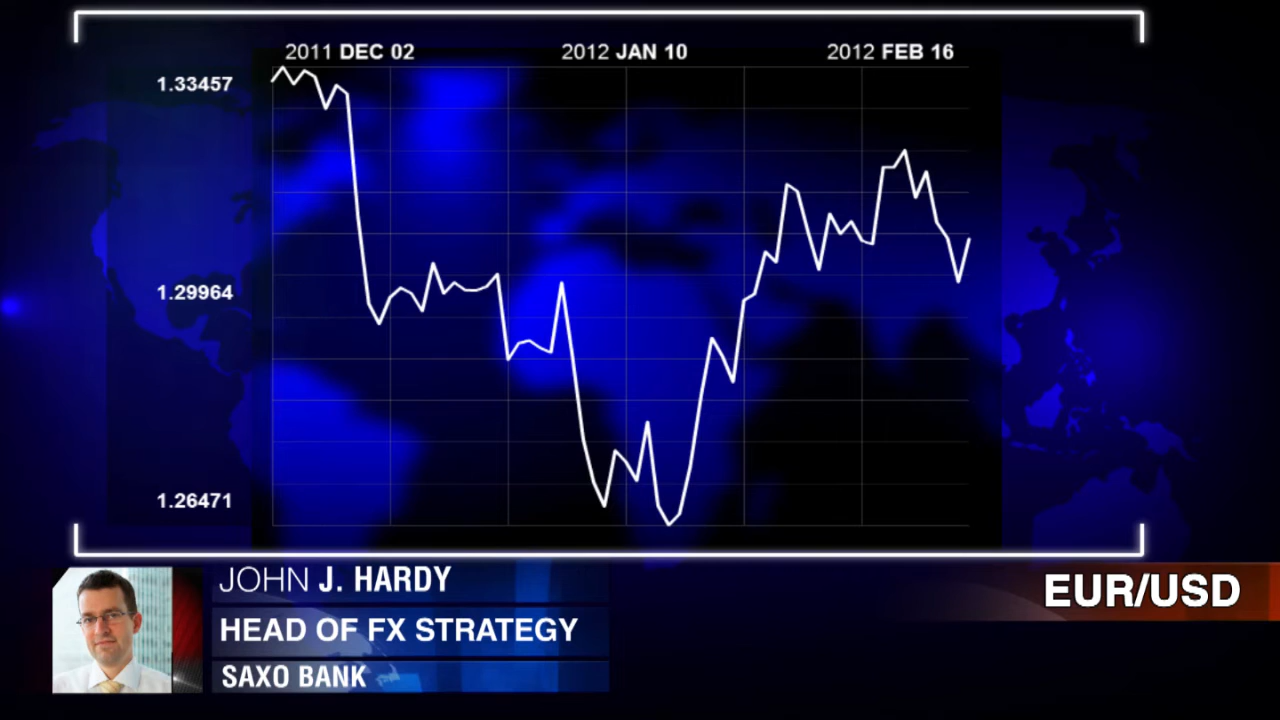 2011 DEC 02
2012 JAN 10
2012 FEB 16
1.33457
1.29964
1.26471
JOHN J. HARDY
HEAD OF FX STRATEGY
SAXO BANK
EUR/USD